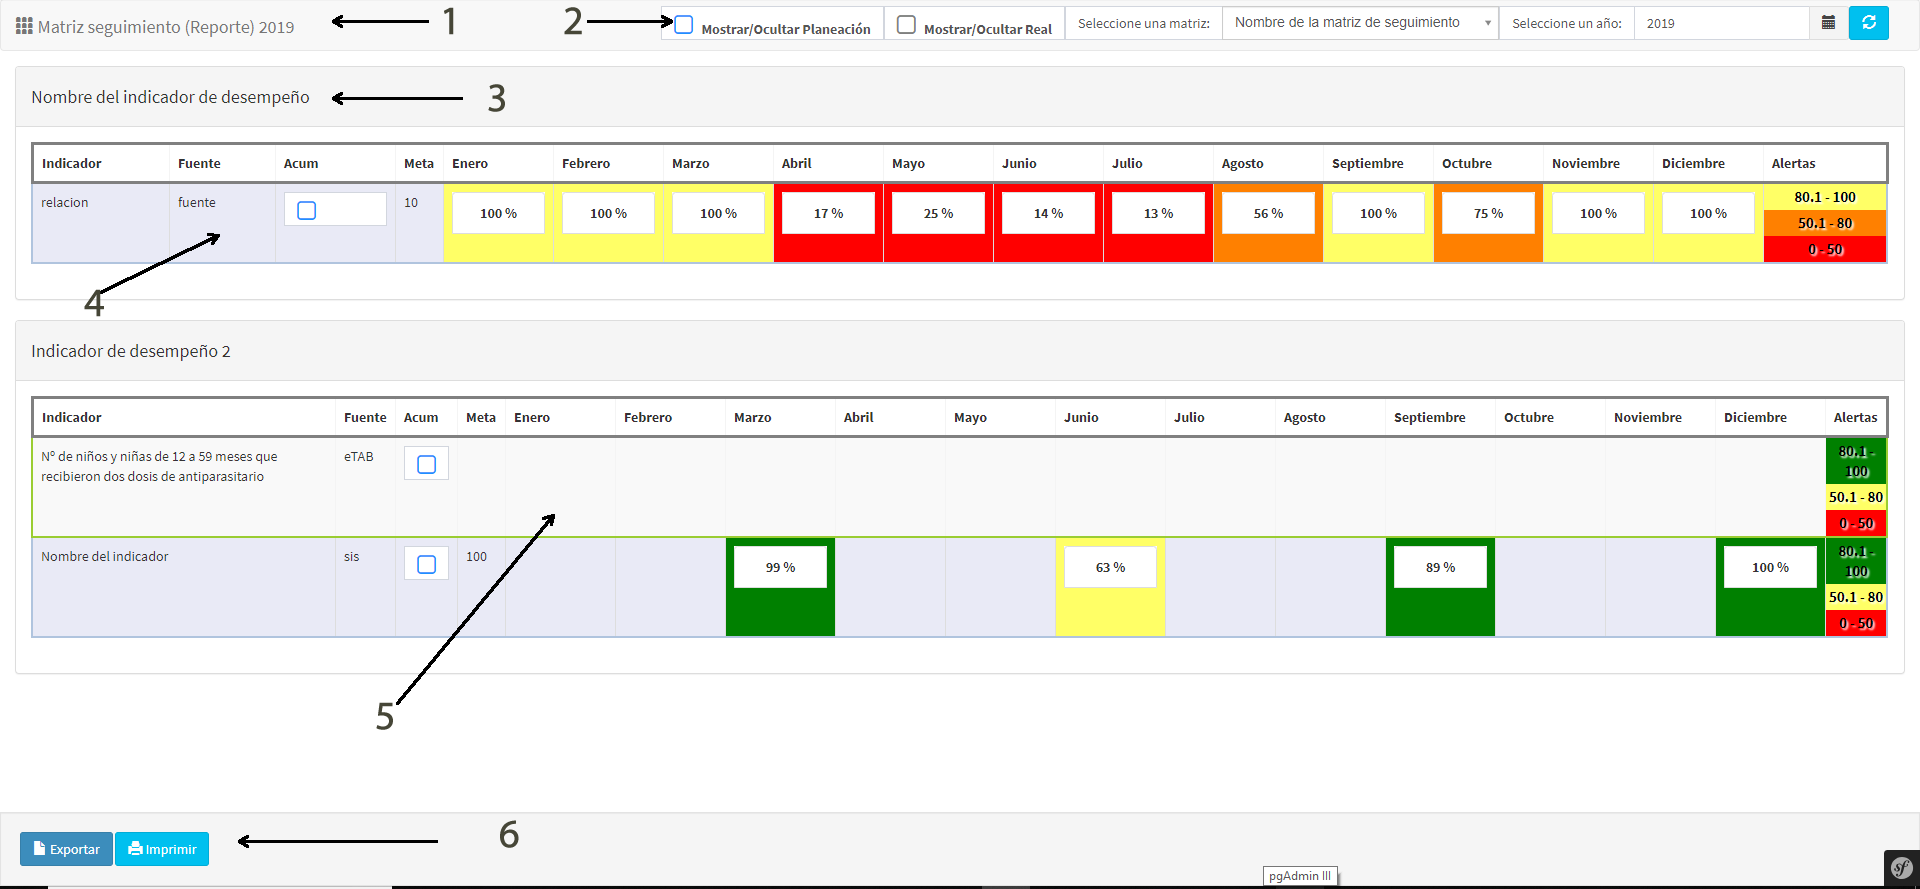 Matriz seguimiento (Reporte) 2019
1
2
Mostrar/Ocultar Planeación
Mostrar/Ocultar Real
Seleccione una matriz:
Nombre de la matriz de seguimiento
Seleccione un año:
2019
Nombre del indicador de desempeño
3
Indicador Fuente Acum Meta Enero Febrero Marzo Abril Mayo Junio Julio Agosto Septiembre Octubre Noviembre Diciembre Alertas
relacion fuente 10 100 % 100 % 100 % 17 % 25 % 14 % 13 % 56 % 100 % 75 % 100 % 100 %
80.1 - 100
50.1 - 80
0 - 50
4
Indicador de desempeño 2
Indicador Fuente Acum Meta Enero Febrero Marzo Abril Mayo Junio Julio Agosto Septiembre Octubre Noviembre Diciembre Alertas
Nº de niños y niñas de 12 a 59 meses que
recibieron dos dosis de antiparasitario
eTAB
80.1 -
100
50.1 - 80
0 - 50
Nombre del indicador sis 100 99 % 63 % 89 % 100 %
80.1 -
100
50.1 - 80
0 - 50
5
Exportar
Imprimir
6
pgAdmin III
sf